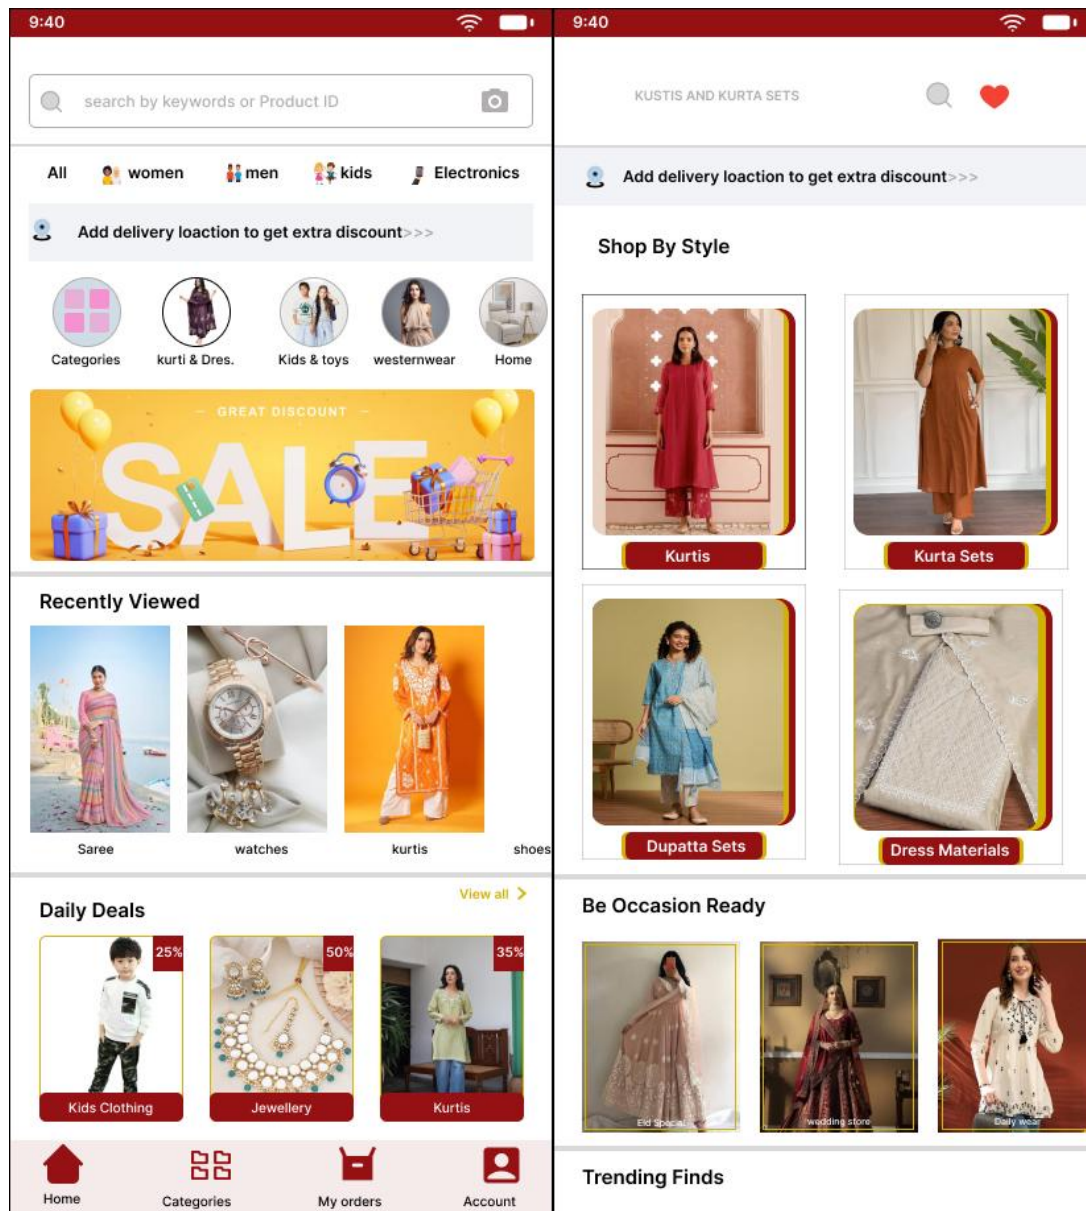 9:40
search by keywords or Product ID
All women men kids Electronics
Add delivery loaction to get extra discount>>>
Categories kurti & Dres. Kids & toys westernwear Home
— GREAT DISCOUNT —
SALE
Recently Viewed
Saree watches kurtis shoes
View all >
Daily Deals
25% 50% 35%
Kids Clothing Jewellery Kurtis
Home Categories My orders Account
9:40
KUSTIS AND KURTA SETS
Add delivery loaction to get extra discount>>>
Shop By Style
Kurtis Kurta Sets
Dupatta Sets Dress Materials
Be Occasion Ready
Eid Special wedding store Daily wear
Trending Finds